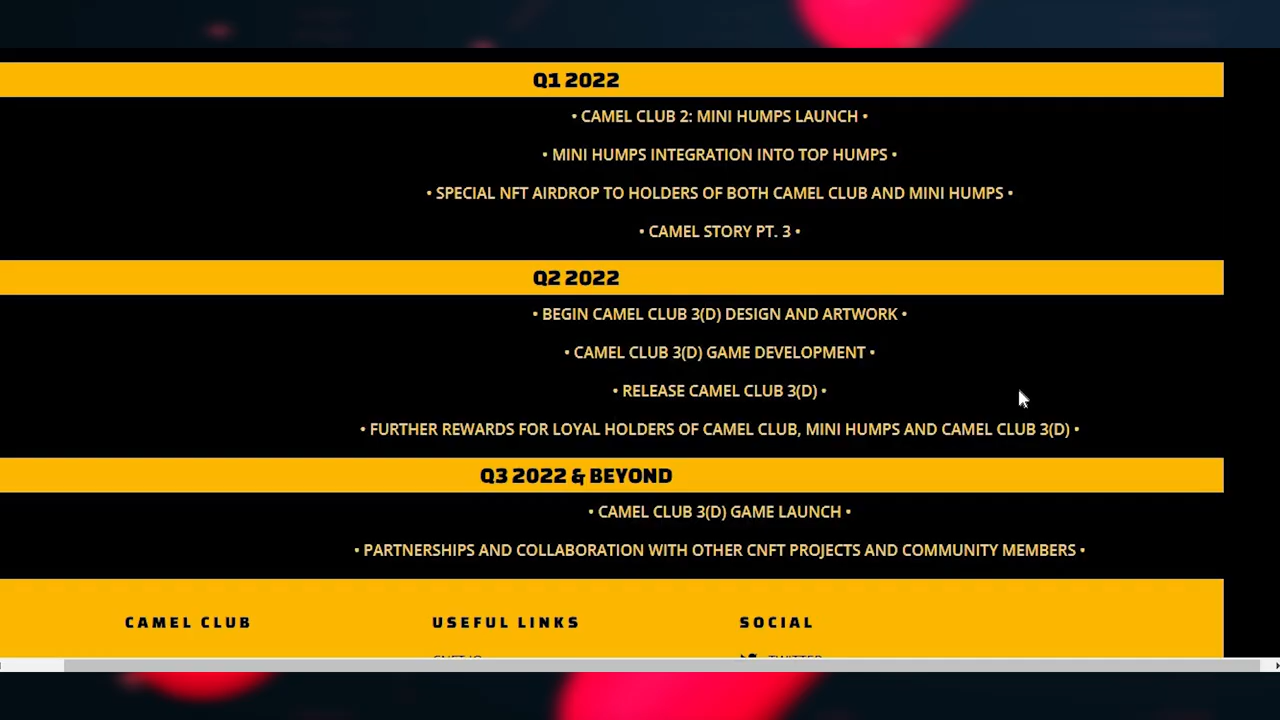 Q1 2022
• CAMEL CLUB 2: MINI HUMPS LAUNCH •
• MINI HUMPS INTEGRATION INTO TOP HUMPS •
• SPECIAL NFT AIRDROP TO HOLDERS OF BOTH CAMEL CLUB AND MINI HUMPS •
• CAMEL STORY PT. 3 •
Q2 2022
• BEGIN CAMEL CLUB 3(D) DESIGN AND ARTWORK •
• CAMEL CLUB 3(D) GAME DEVELOPMENT •
• RELEASE CAMEL CLUB 3(D) •
• FURTHER REWARDS FOR LOYAL HOLDERS OF CAMEL CLUB, MINI HUMPS AND CAMEL CLUB 3(D) •
Q3 2022 & BEYOND
• CAMEL CLUB 3(D) GAME LAUNCH •
• PARTNERSHIPS AND COLLABORATION WITH OTHER CNFT PROJECTS AND COMMUNITY MEMBERS •
CAMEL CLUB
USEFUL LINKS
SOCIAL
TWITTER